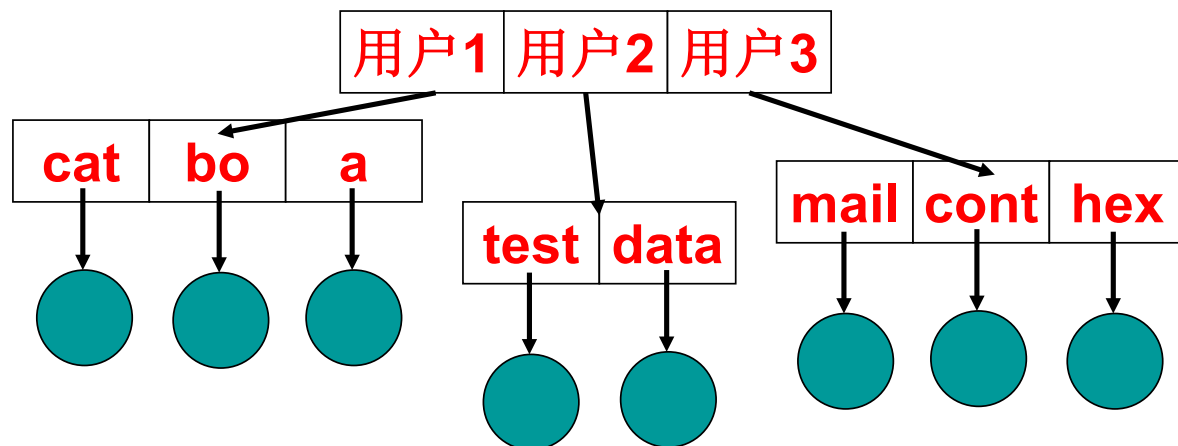 用户1 用户2 用户3
cat bo a
test data
mail cont hex